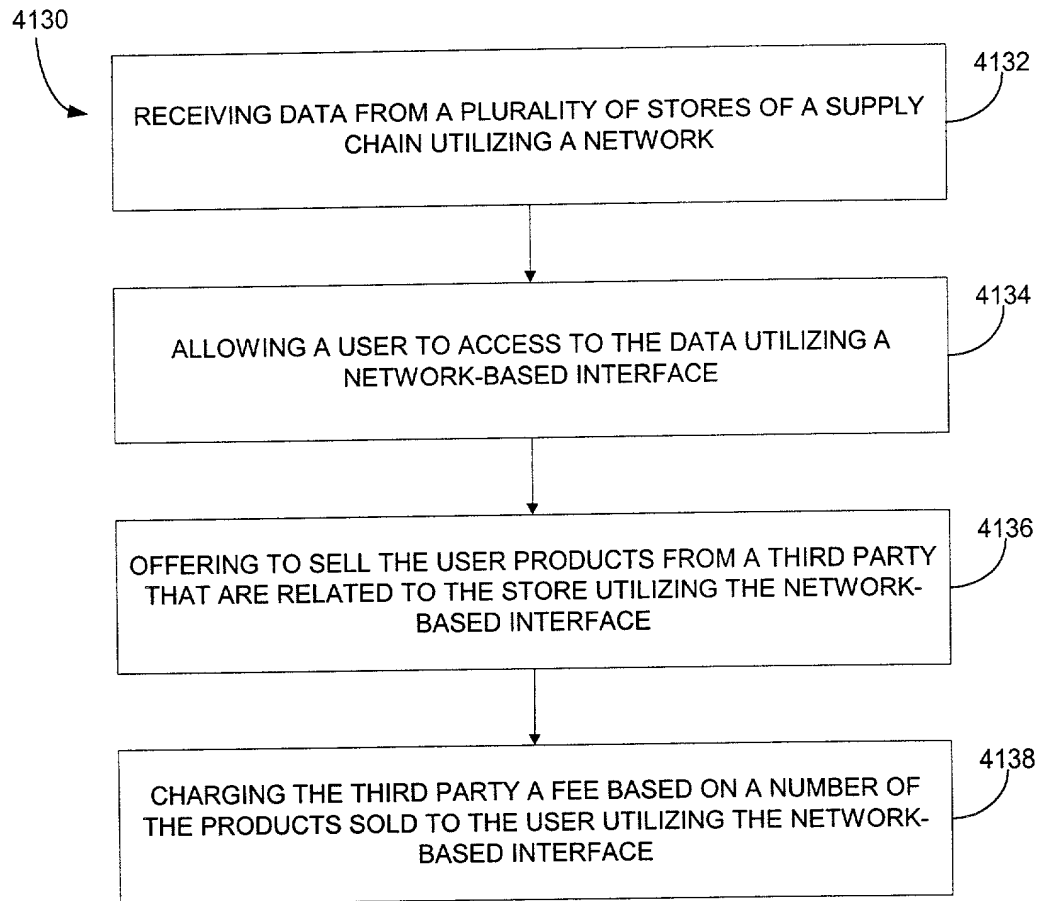 4130
4132
RECEIVING DATA FROM A PLURALITY OF STORES OF A SUPPLY
CHAIN UTILIZING A NETWORK
4134
ALLOWING A USER TO ACCESS TO THE DATA UTILIZING A
NETWORK-BASED INTERFACE
4136
OFFERING TO SELL THE USER PRODUCTS FROM A THIRD PARTY
THAT ARE RELATED TO THE STORE UTILIZING THE NETWORK-
BASED INTERFACE
4138
CHARGING THE THIRD PARTY A FEE BASED ON A NUMBER OF
THE PRODUCTS SOLD TO THE USER UTILIZING THE NETWORK-
BASED INTERFACE